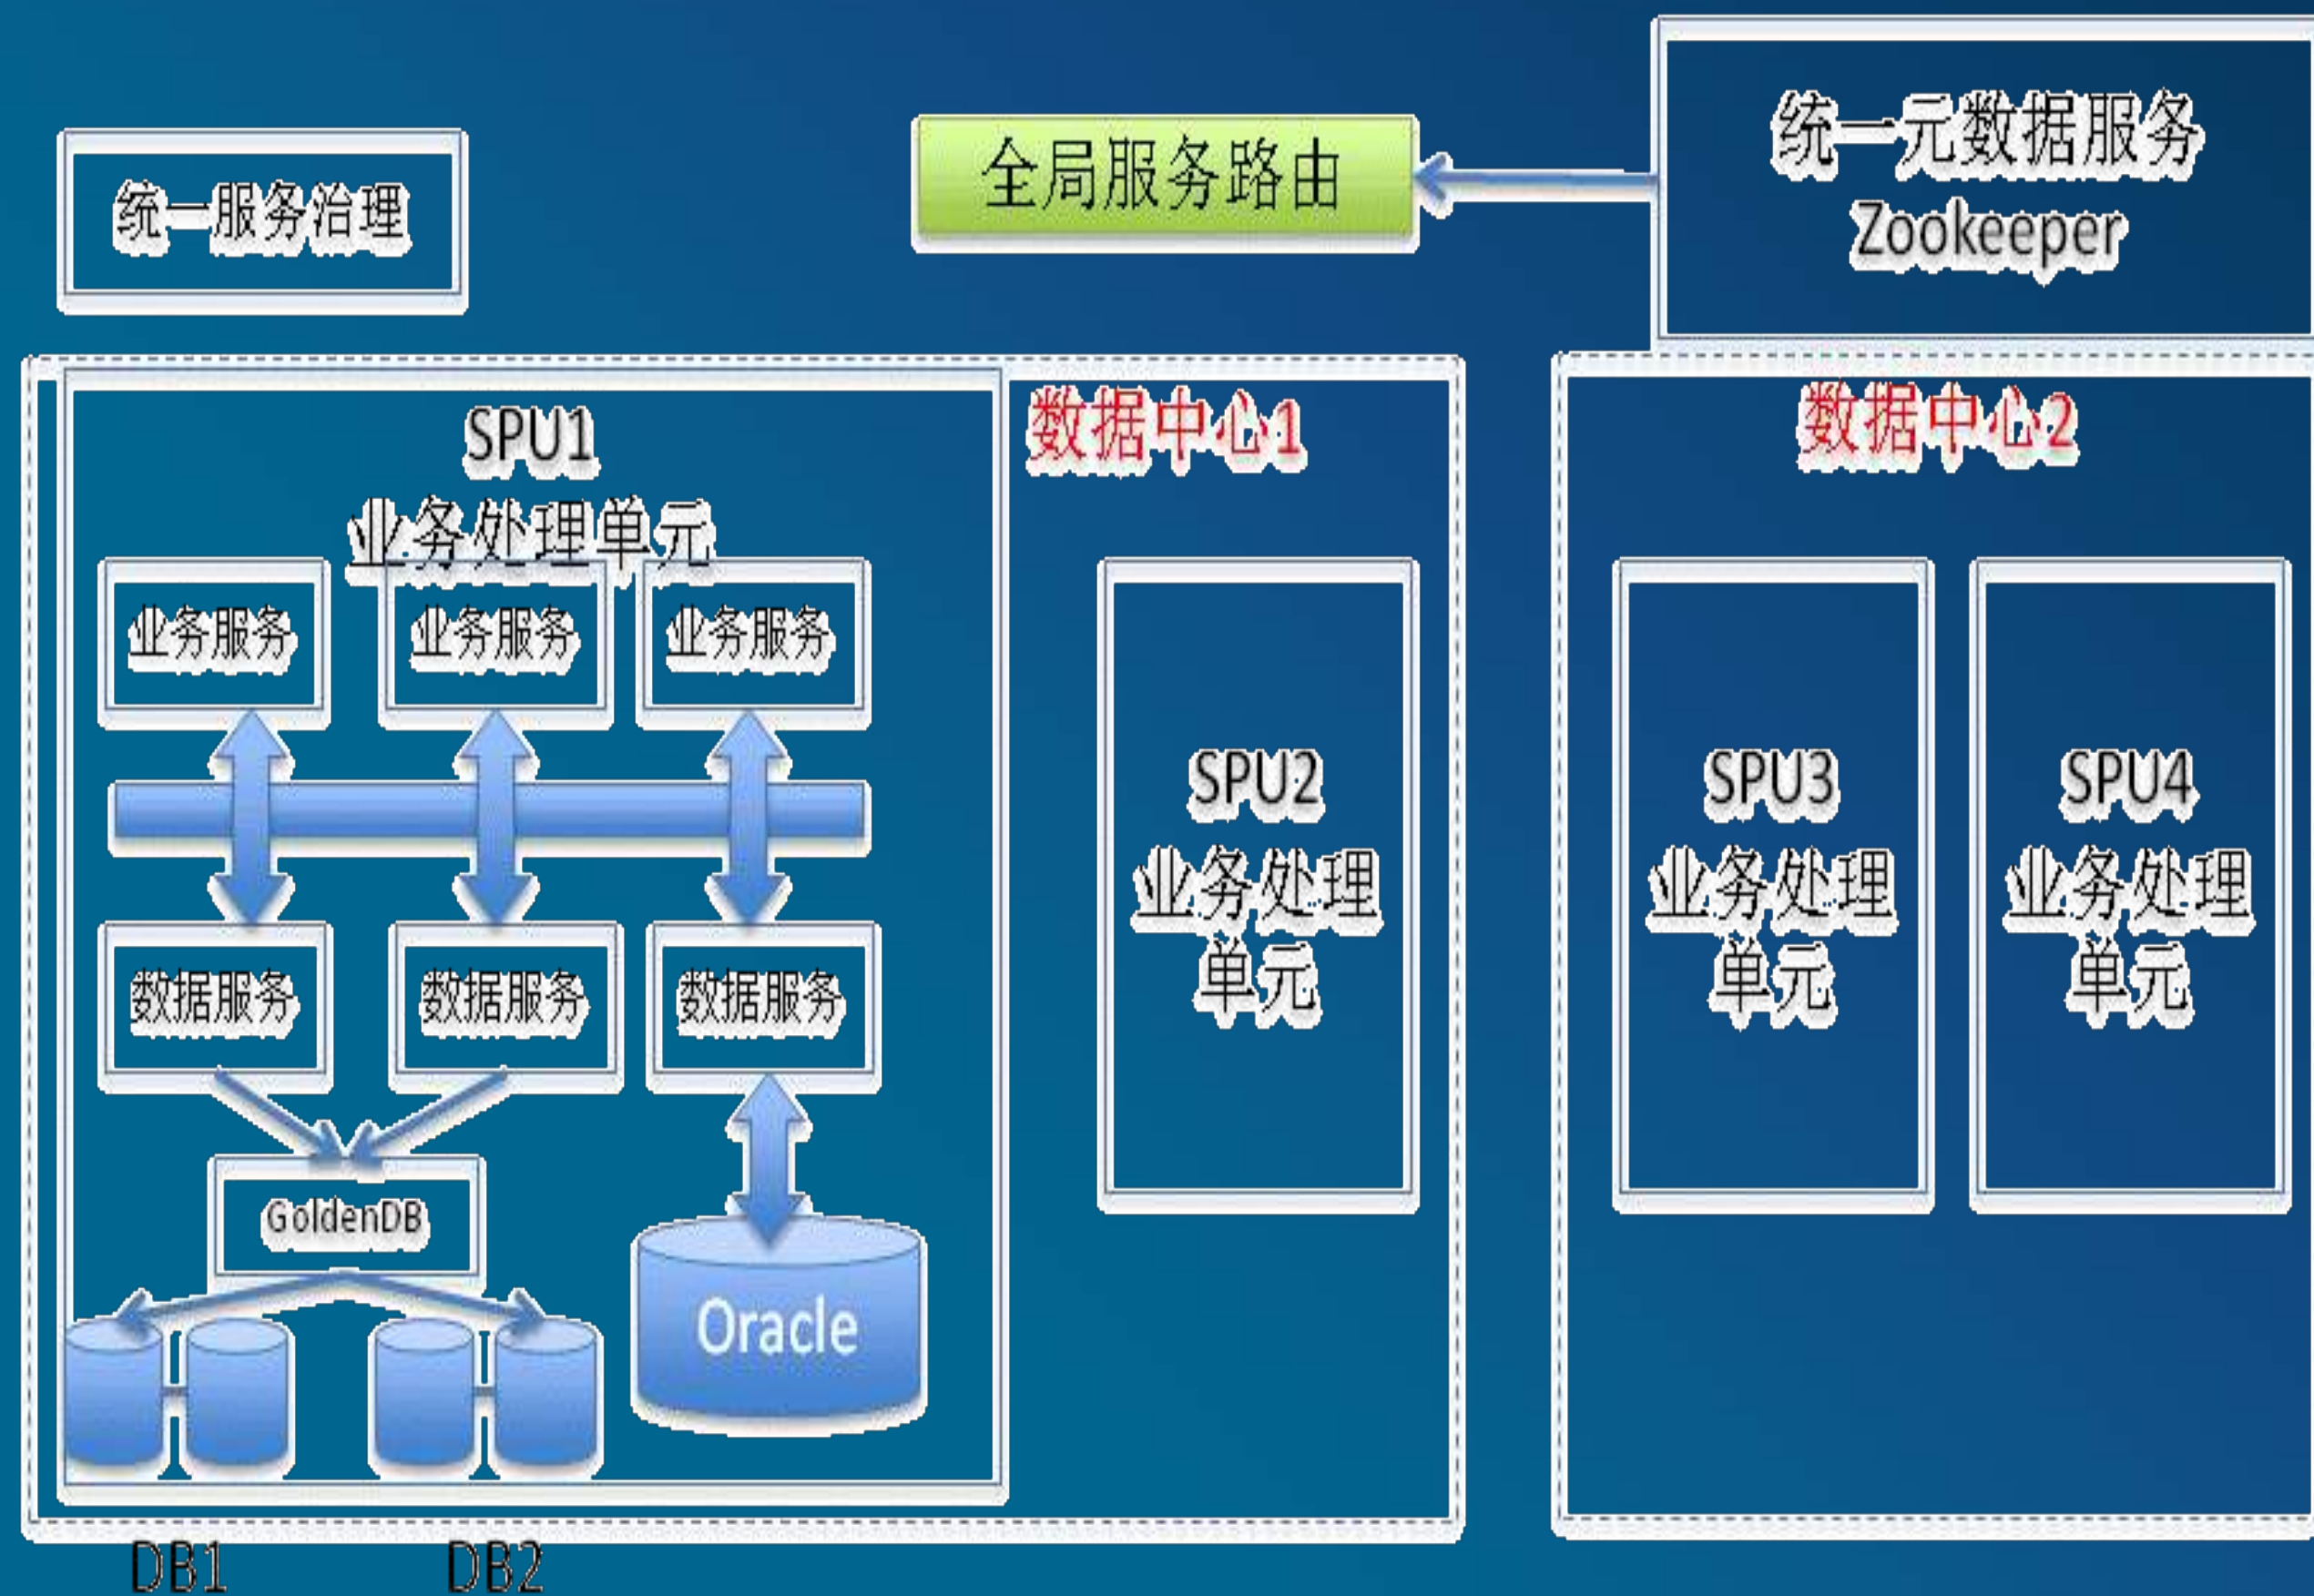 统一服务治理
全局服务路由
统一元数据服务
Zookeeper
数据中心1
SPU1
业务处理单元
业务服务
业务服务
业务服务
数据服务
数据服务
数据服务
GoldenDB
Oracle
DB1
DB2
SPU2
业务处理
单元
数据中心2
SPU3
业务处理
单元
SPU4
业务处理
单元